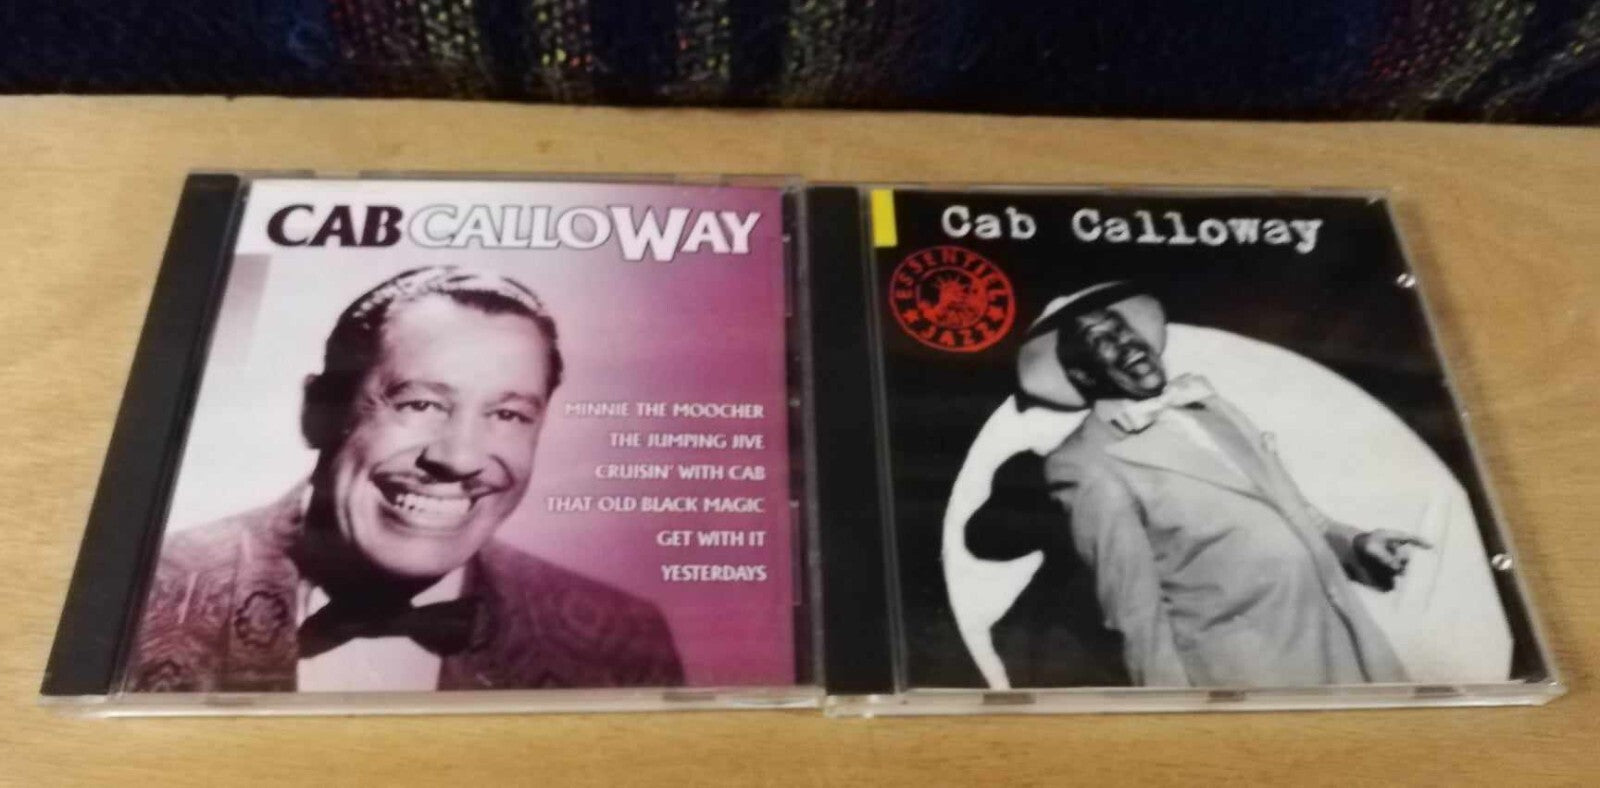 CAB CALLOWAY
MINNIE THE MOOCHER
THE JUMPING JIVE
CRUISIN' WITH CAB
THAT OLD BLACK MAGIC
GET WITH IT
YESTERDAYS
Cab Calloway
ESSENTIEL
JAZZ